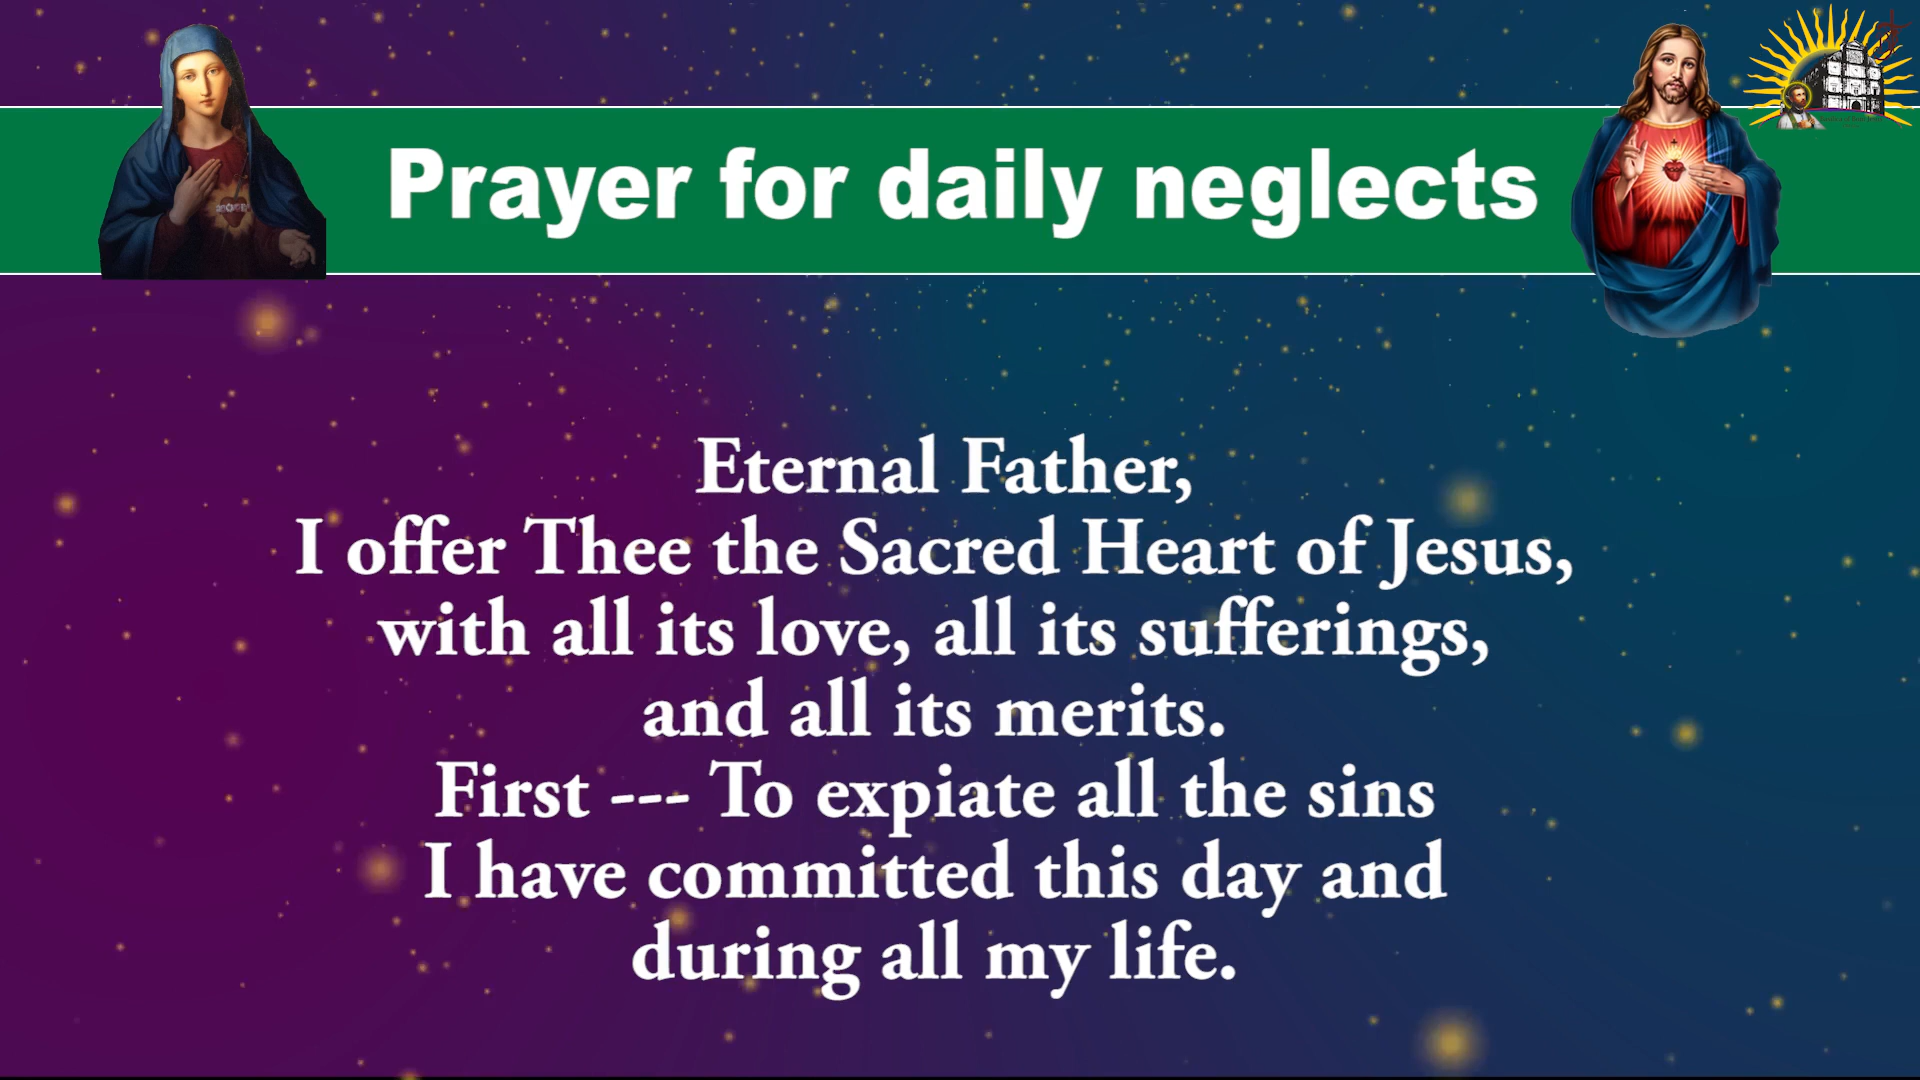 Prayer for daily neglects
Eternal Father,
I offer Thee the Sacred Heart of Jesus,
with all its love, all its sufferings,
and all its merits.
First --- To expiate all the sins
I have committed this day and
during all my life.